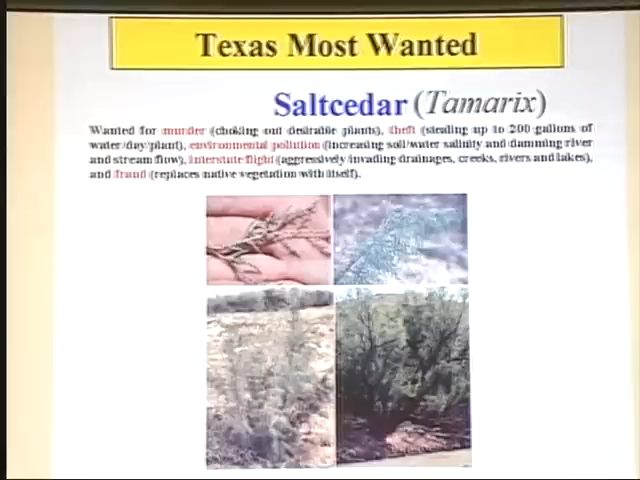 Texas Most Wanted
Saltcedar (Tamarix)
Wanted for murder (choking out desirable plants), theft (stealing up to 200 gallons of
water/day/plant), environmental pollution (increasing soil/water salinity and damming river
and stream flow), interstate flight (aggressively invading drainages, creeks, rivers and lakes),
and fraud (replaces native vegetation with itself).